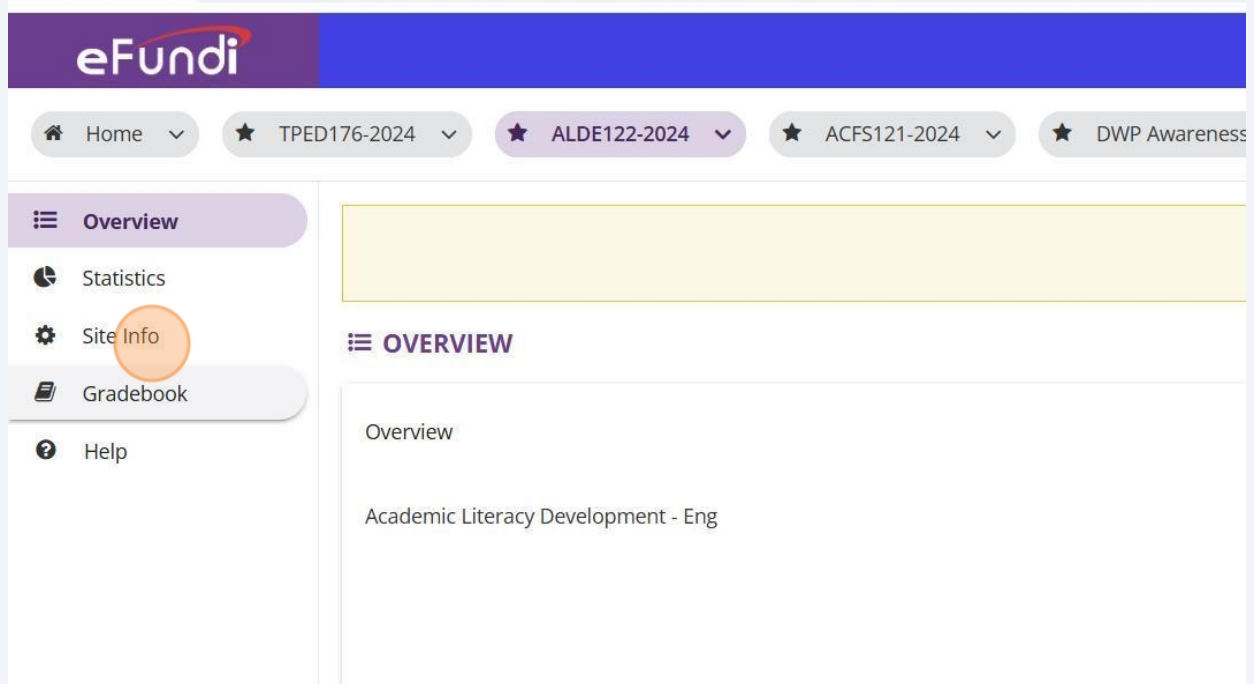 eFundi
Home TPED176-2024 ALDE122-2024 ACFS121-2024 DWP Awareness
Overview
Statistics
Site Info
Gradebook
Help
OVERVIEW
Overview
Academic Literacy Development - Eng